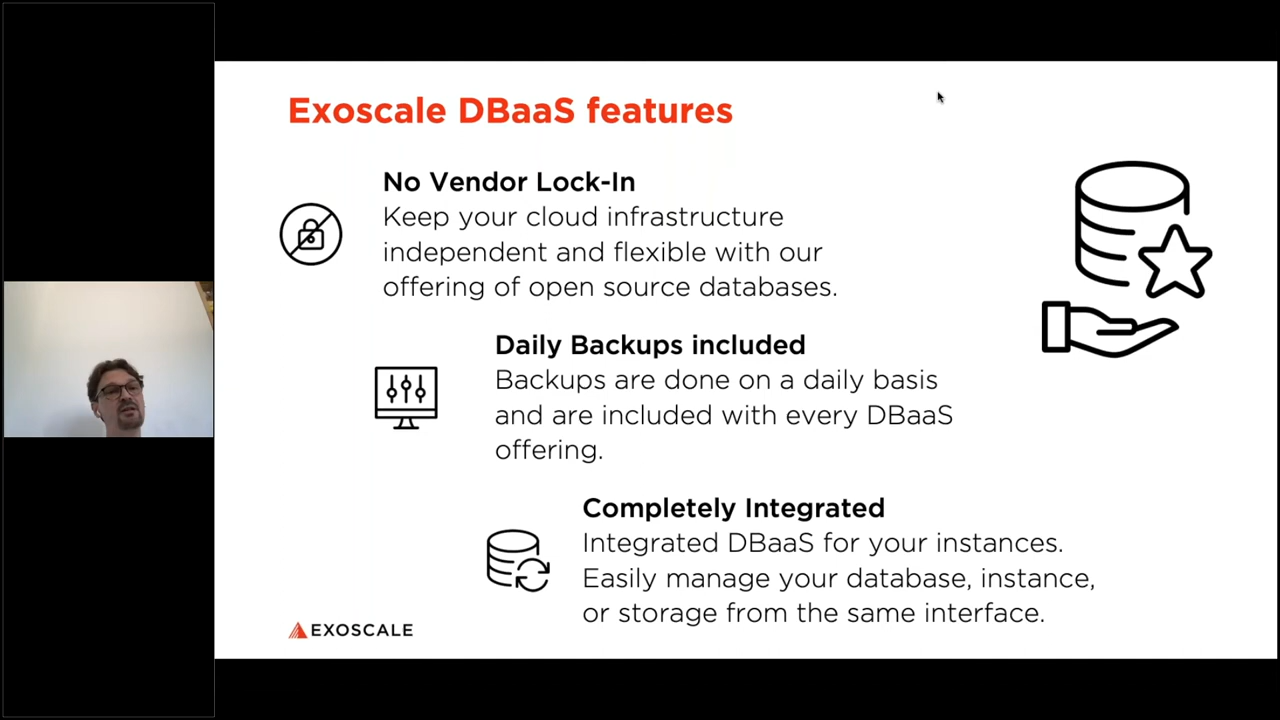 Exoscale DBaaS features
No Vendor Lock-In
Keep your cloud infrastructure
independent and flexible with our
offering of open source databases.
Daily Backups included
Backups are done on a daily basis
and are included with every DBaaS
offering.
Completely Integrated
Integrated DBaaS for your instances.
Easily manage your database, instance,
or storage from the same interface.
EXOSCALE